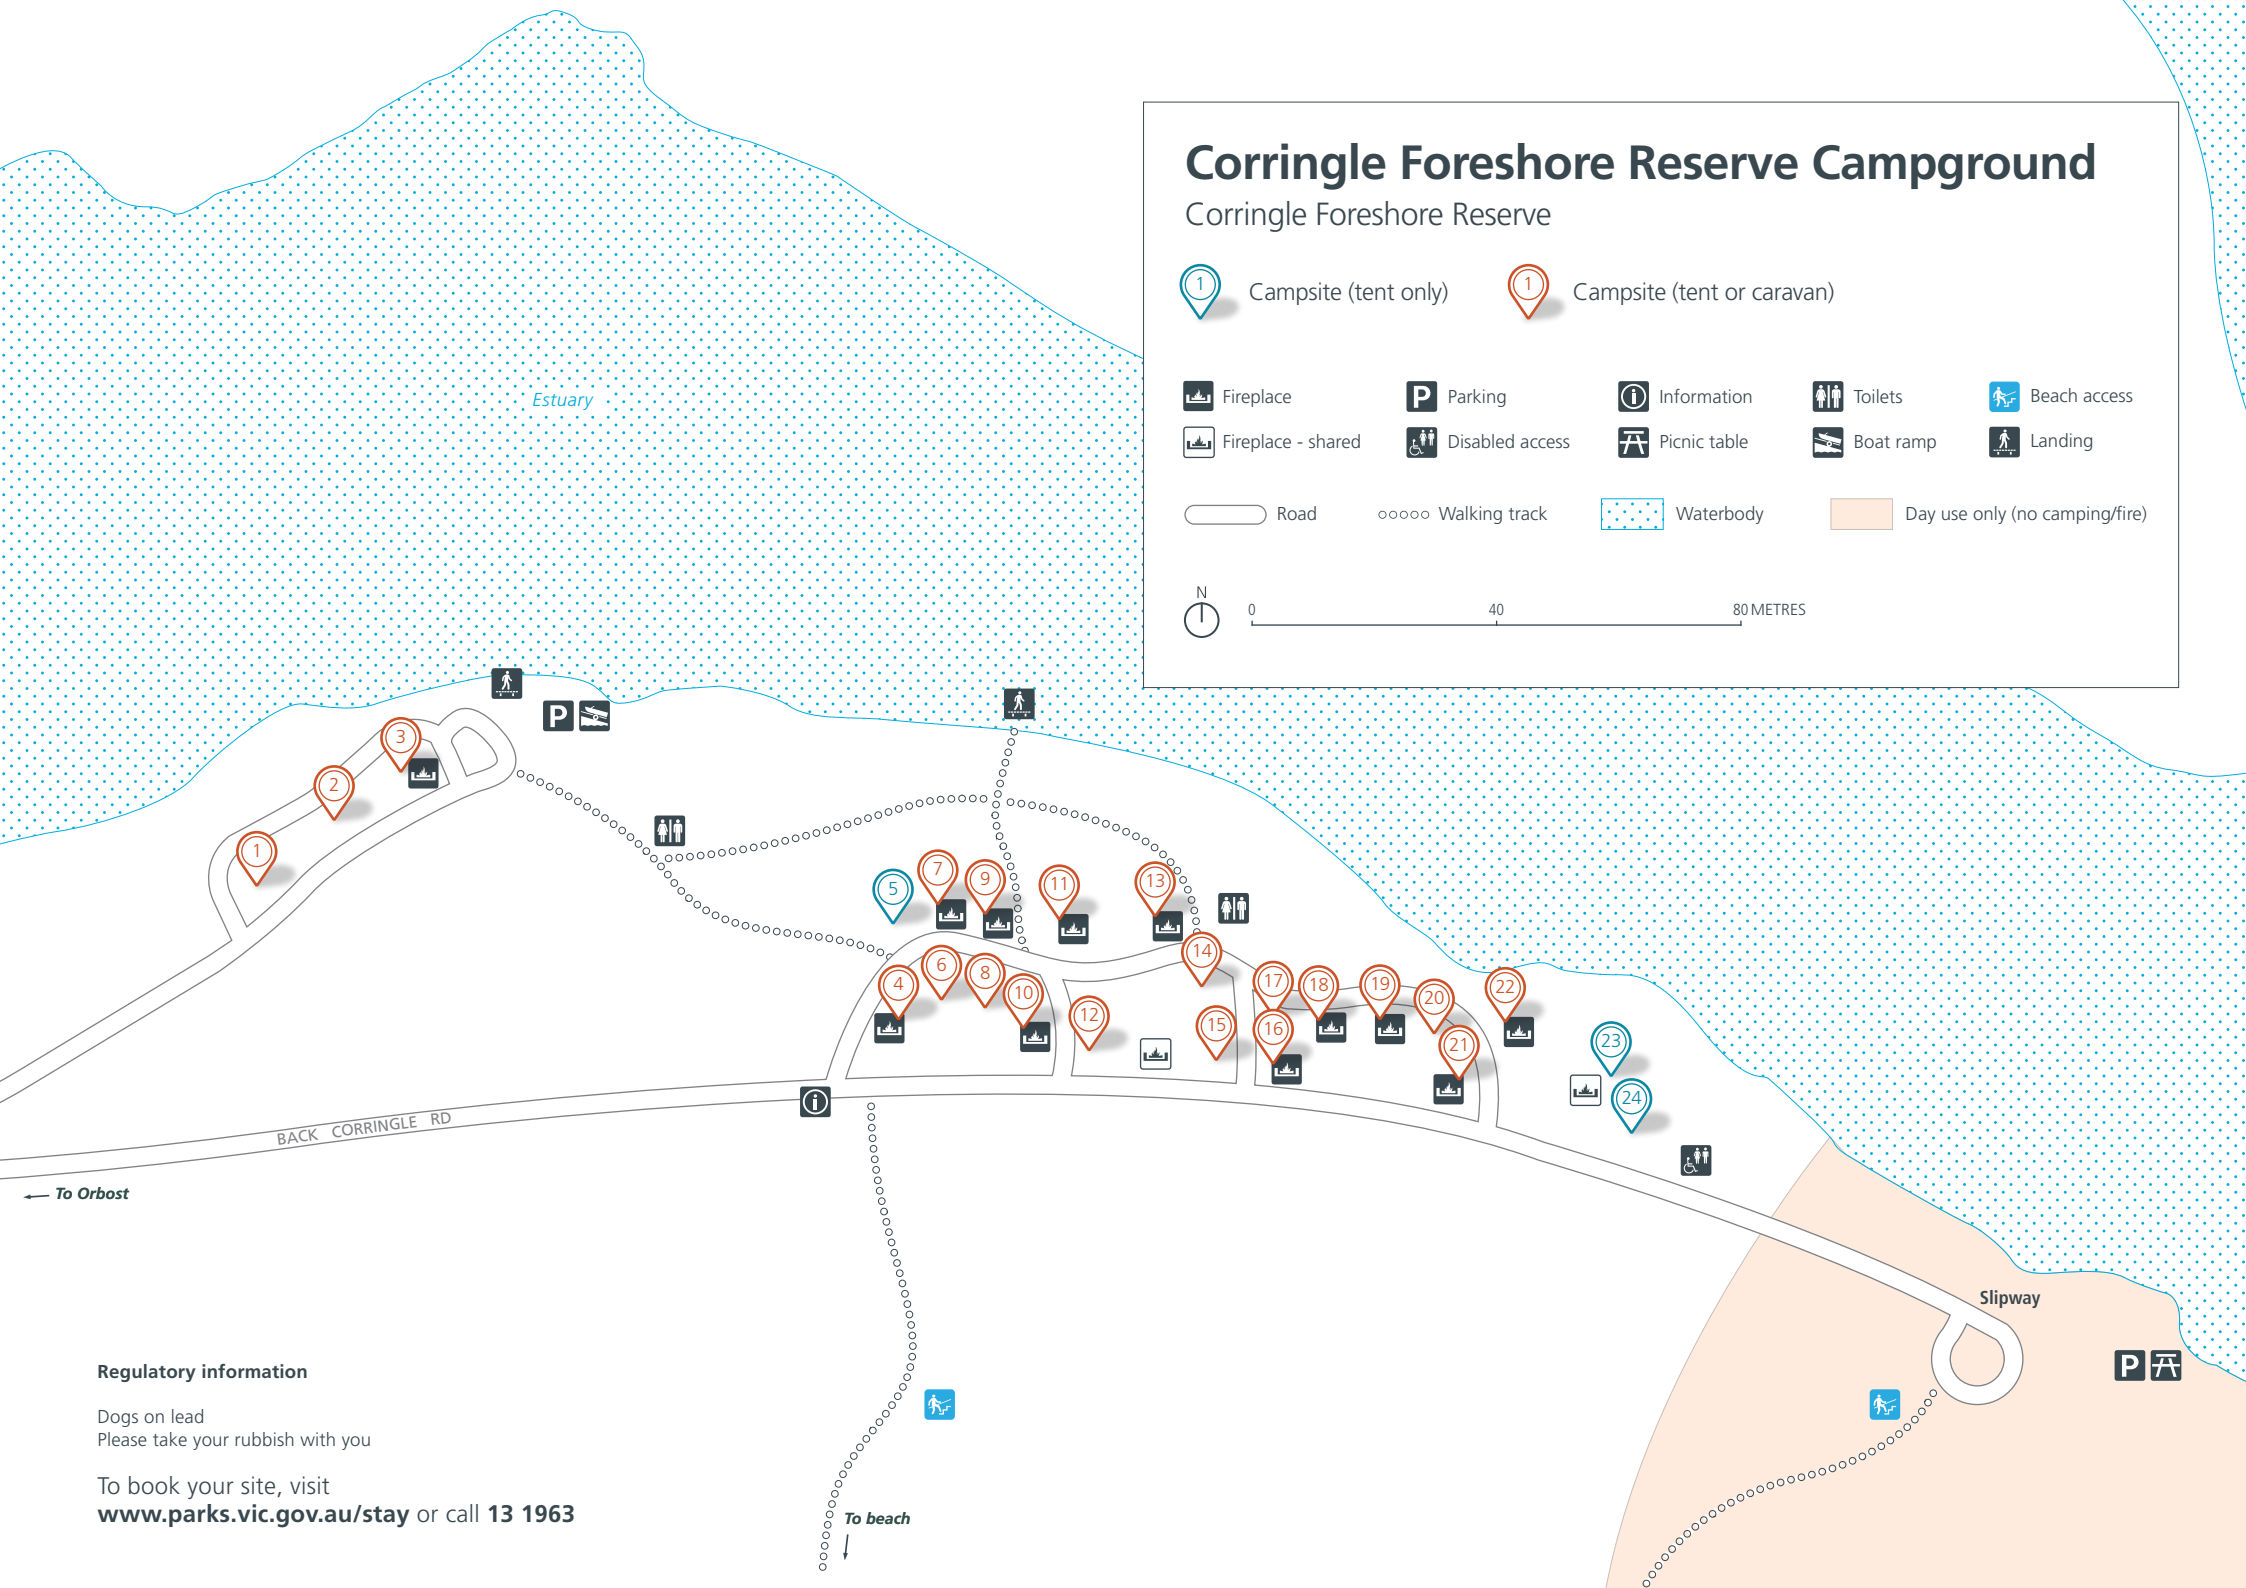 Corringle Foreshore Reserve Campground
Corringle Foreshore Reserve
1 Campsite (tent only) 1 Campsite (tent or caravan)
Fireplace P Parking i Information Toilets Beach access
Fireplace - shared Disabled access Picnic table Boat ramp Landing
Road Walking track Waterbody Day use only (no camping/fire)
N
0 40 80 METRES
Estuary
P
3
2
1
7
9
11
13
5
14
6
8
4
10
17
18
19
20
22
12
15
16
21
23
24
i
BACK CORRINGLE RD
To Orbost
Slipway
P
To beach
Regulatory information
Dogs on lead
Please take your rubbish with you
To book your site, visit
www.parks.vic.gov.au/stay or call 13 1963